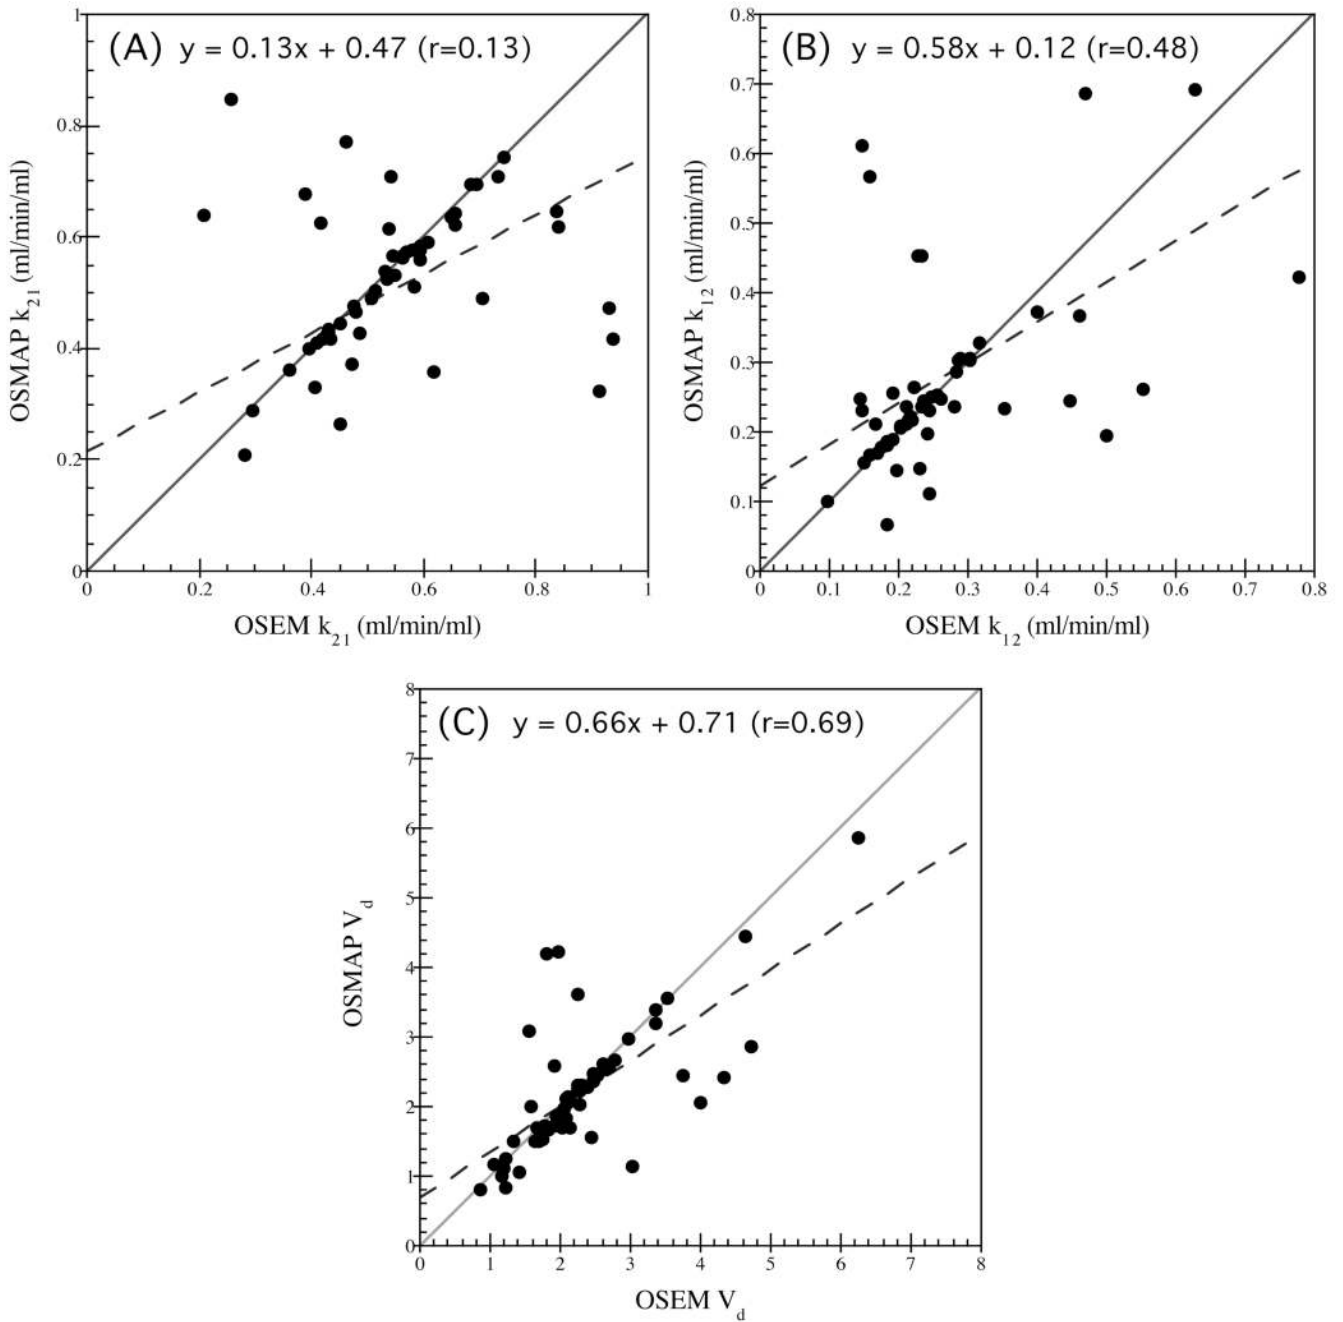 (A) y = 0.13x + 0.47 (r=0.13)
1
0.8
0.6
0.4
0.2
0
OSMAP k21 (ml/min/ml)
0 0.2 0.4 0.6 0.8 1
OSEM k21 (ml/min/ml)
(B) y = 0.58x + 0.12 (r=0.48)
0.8
0.7
0.6
0.5
0.4
0.3
0.2
0.1
0
OSMAP k12 (ml/min/ml)
0 0.1 0.2 0.3 0.4 0.5 0.6 0.7 0.8
OSEM k12 (ml/min/ml)
(C) y = 0.66x + 0.71 (r=0.69)
8
7
6
5
4
3
2
1
0
OSMAP Vd
0 1 2 3 4 5 6 7 8
OSEM Vd